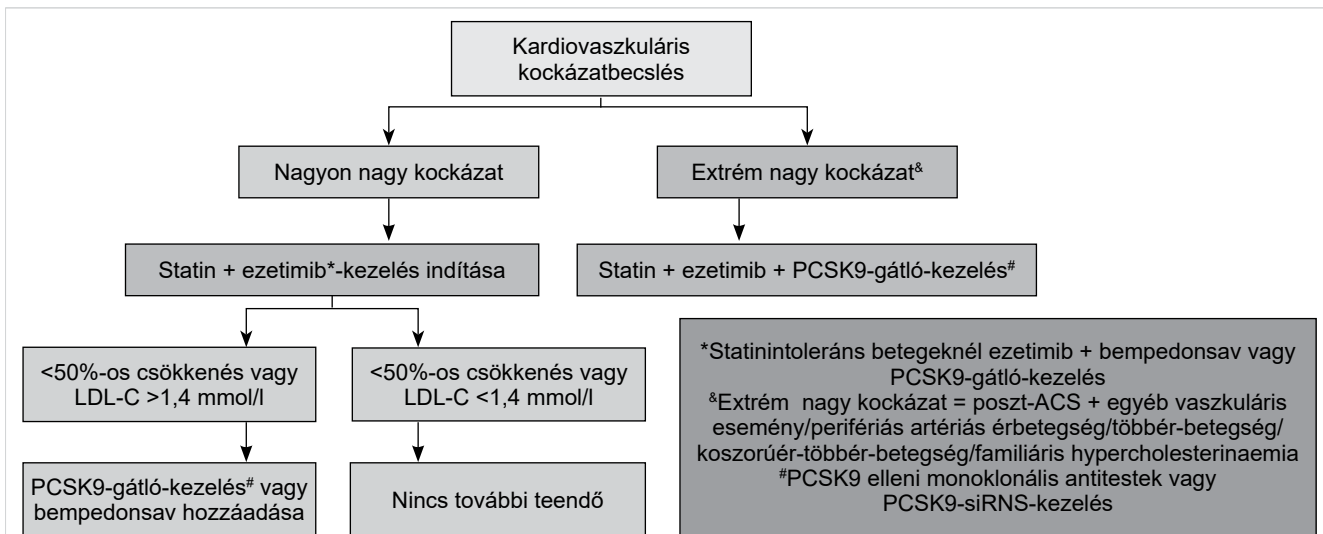 Kardiovaszkuláris
kockázatbecslés
Nagyon nagy kockázat
Extrém nagy kockázat&
Statin + ezetimib*-kezelés indítása
Statin + ezetimib + PCSK9-gátló-kezelés#
<50%-os csökkenés vagy
LDL-C >1,4 mmol/l
<50%-os csökkenés vagy
LDL-C <1,4 mmol/l
PCSK9-gátló-kezelés# vagy
bempedonsav hozzáadása
Nincs további teendő
*Statinintoleráns betegeknél ezetimib + bempedonsav vagy
PCSK9-gátló-kezelés
&Extrém nagy kockázat = poszt-ACS + egyéb vaszkuláris
esemény/perifériás artériás érbetegség/többér-betegség/
koszorúér-többér-betegség/familiáris hypercholesterinaemia
#PCSK9 elleni monoklonális antitestek vagy
PCSK9-siRNS-kezelés